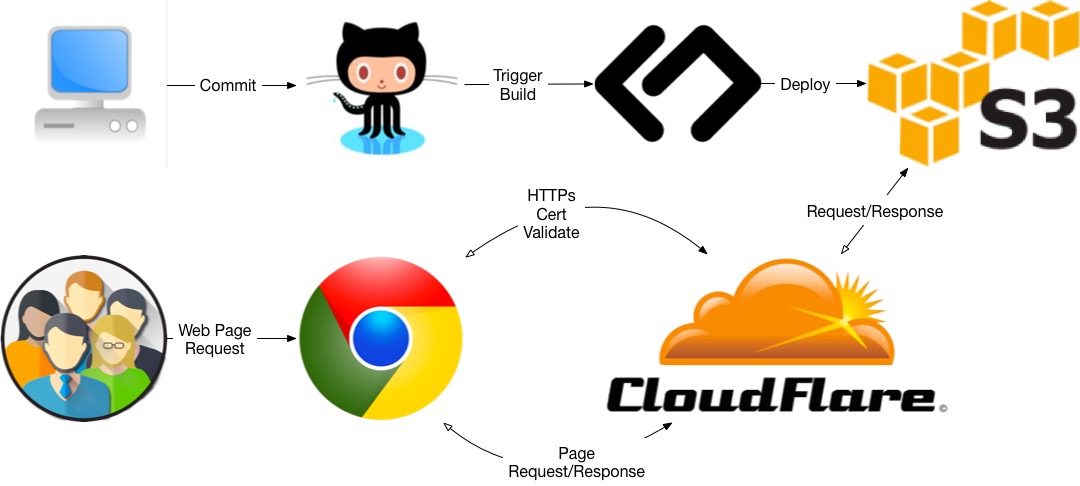 Commit
Trigger
Build
Deploy
S3
HTTPs
Cert
Validate
Request/Response
Web Page
Request
CloudFlare
©
Page
Request/Response